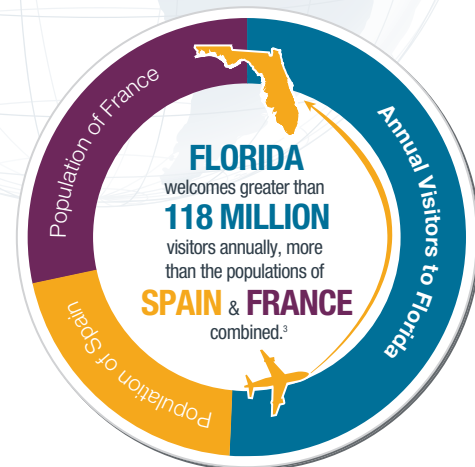 Population of France
Annual Visitors to Florida
Population of Spain
FLORIDA
welcomes greater than
118 MILLION
visitors annually, more
than the populations of
SPAIN & FRANCE
combined.³